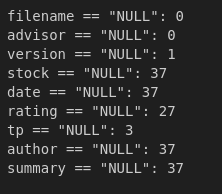 filename == "NULL": 0
advisor == "NULL": 0
version == "NULL": 1
stock == "NULL": 37
date == "NULL": 37
rating == "NULL": 27
tp == "NULL": 3
author == "NULL": 37
summary == "NULL": 37